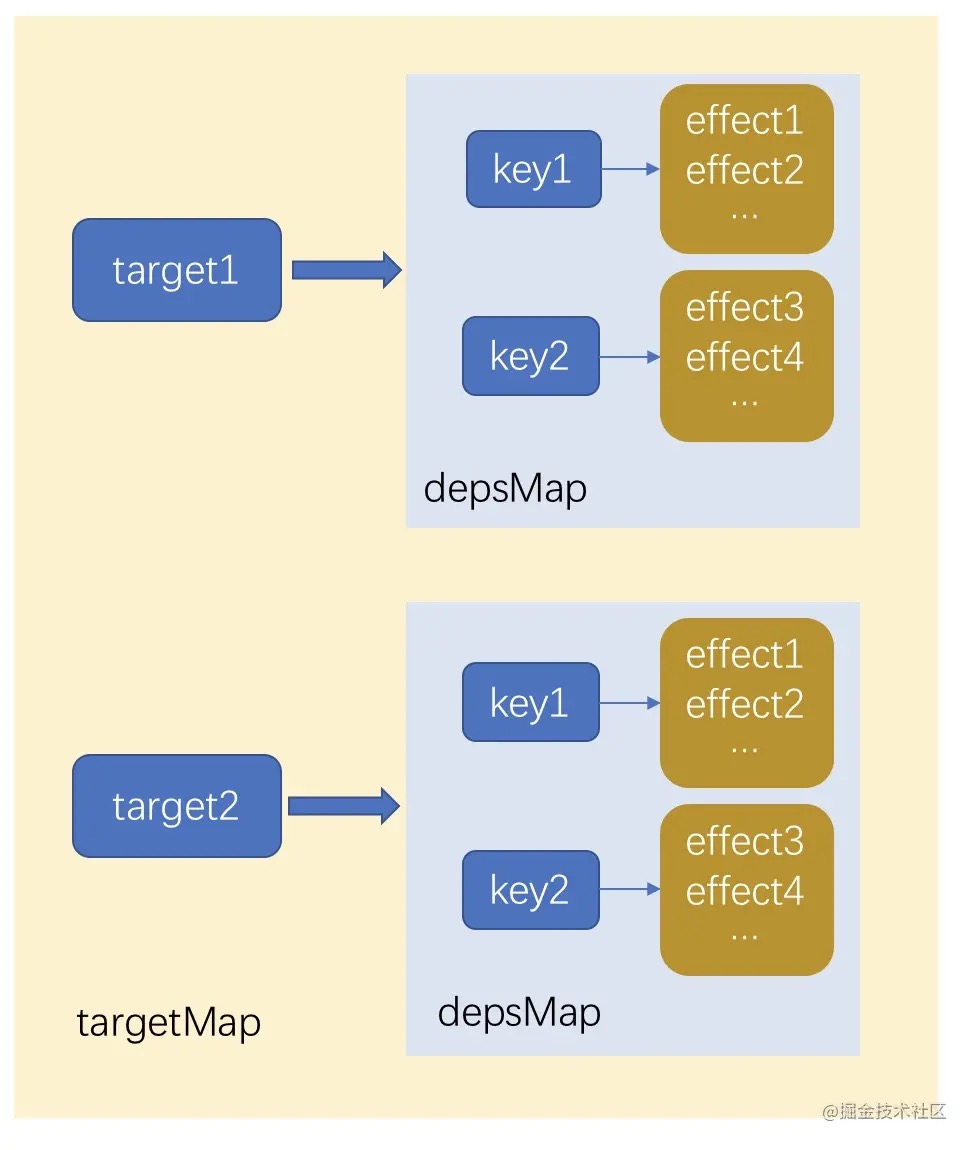 target1
key1
effect1
effect2
...
key2
effect3
effect4
...
depsMap
target2
key1
effect1
effect2
...
key2
effect3
effect4
...
depsMap
targetMap
@掘金技术社区